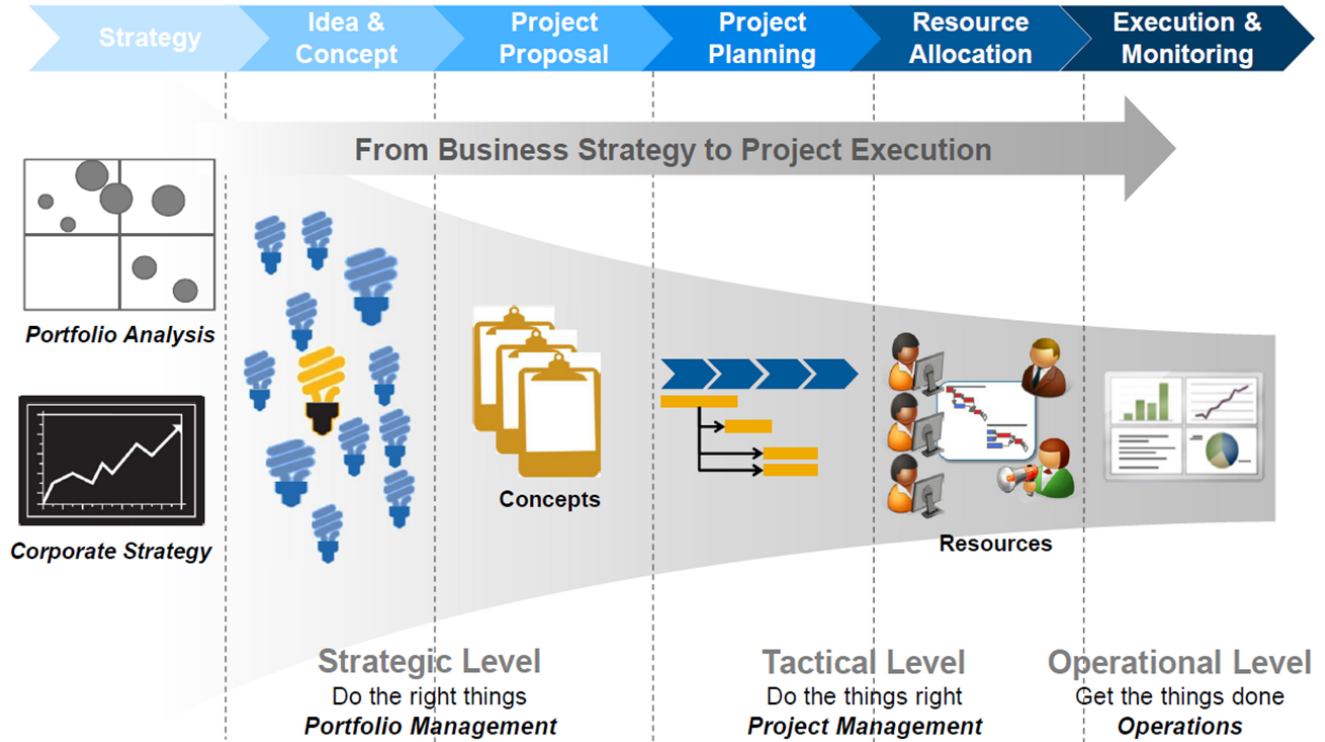 Strategy
Idea &
Concept
Project
Proposal
Project
Planning
Resource
Allocation
Execution &
Monitoring
From Business Strategy to Project Execution
Portfolio Analysis
Corporate Strategy
Concepts
Resources
Strategic Level
Do the right things
Portfolio Management
Tactical Level
Do the things right
Project Management
Operational Level
Get the things done
Operations